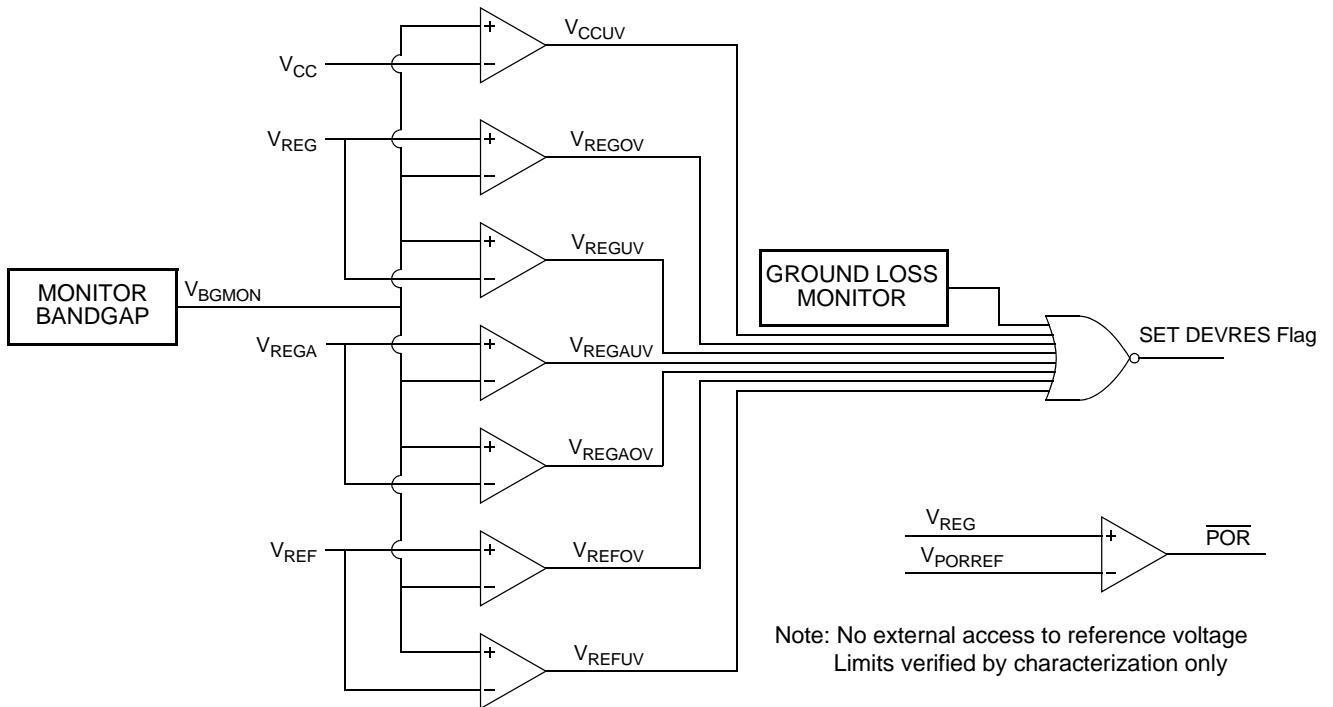 V_CCUV
V_CC
V_REG
V_REGOV
V_REGUV
GROUND LOSS
MONITOR
MONITOR
BANDGAP
V_BGMON
SET DEVRES Flag
V_REGA
V_REGAUV
V_REGAOV
V_REG
V_PORREF
POR
V_REF
V_REFOV
V_REFUV
Note: No external access to reference voltage
Limits verified by characterization only
+
−
+
−
+
−
+
−
+
−
+
−
+
−
+
−